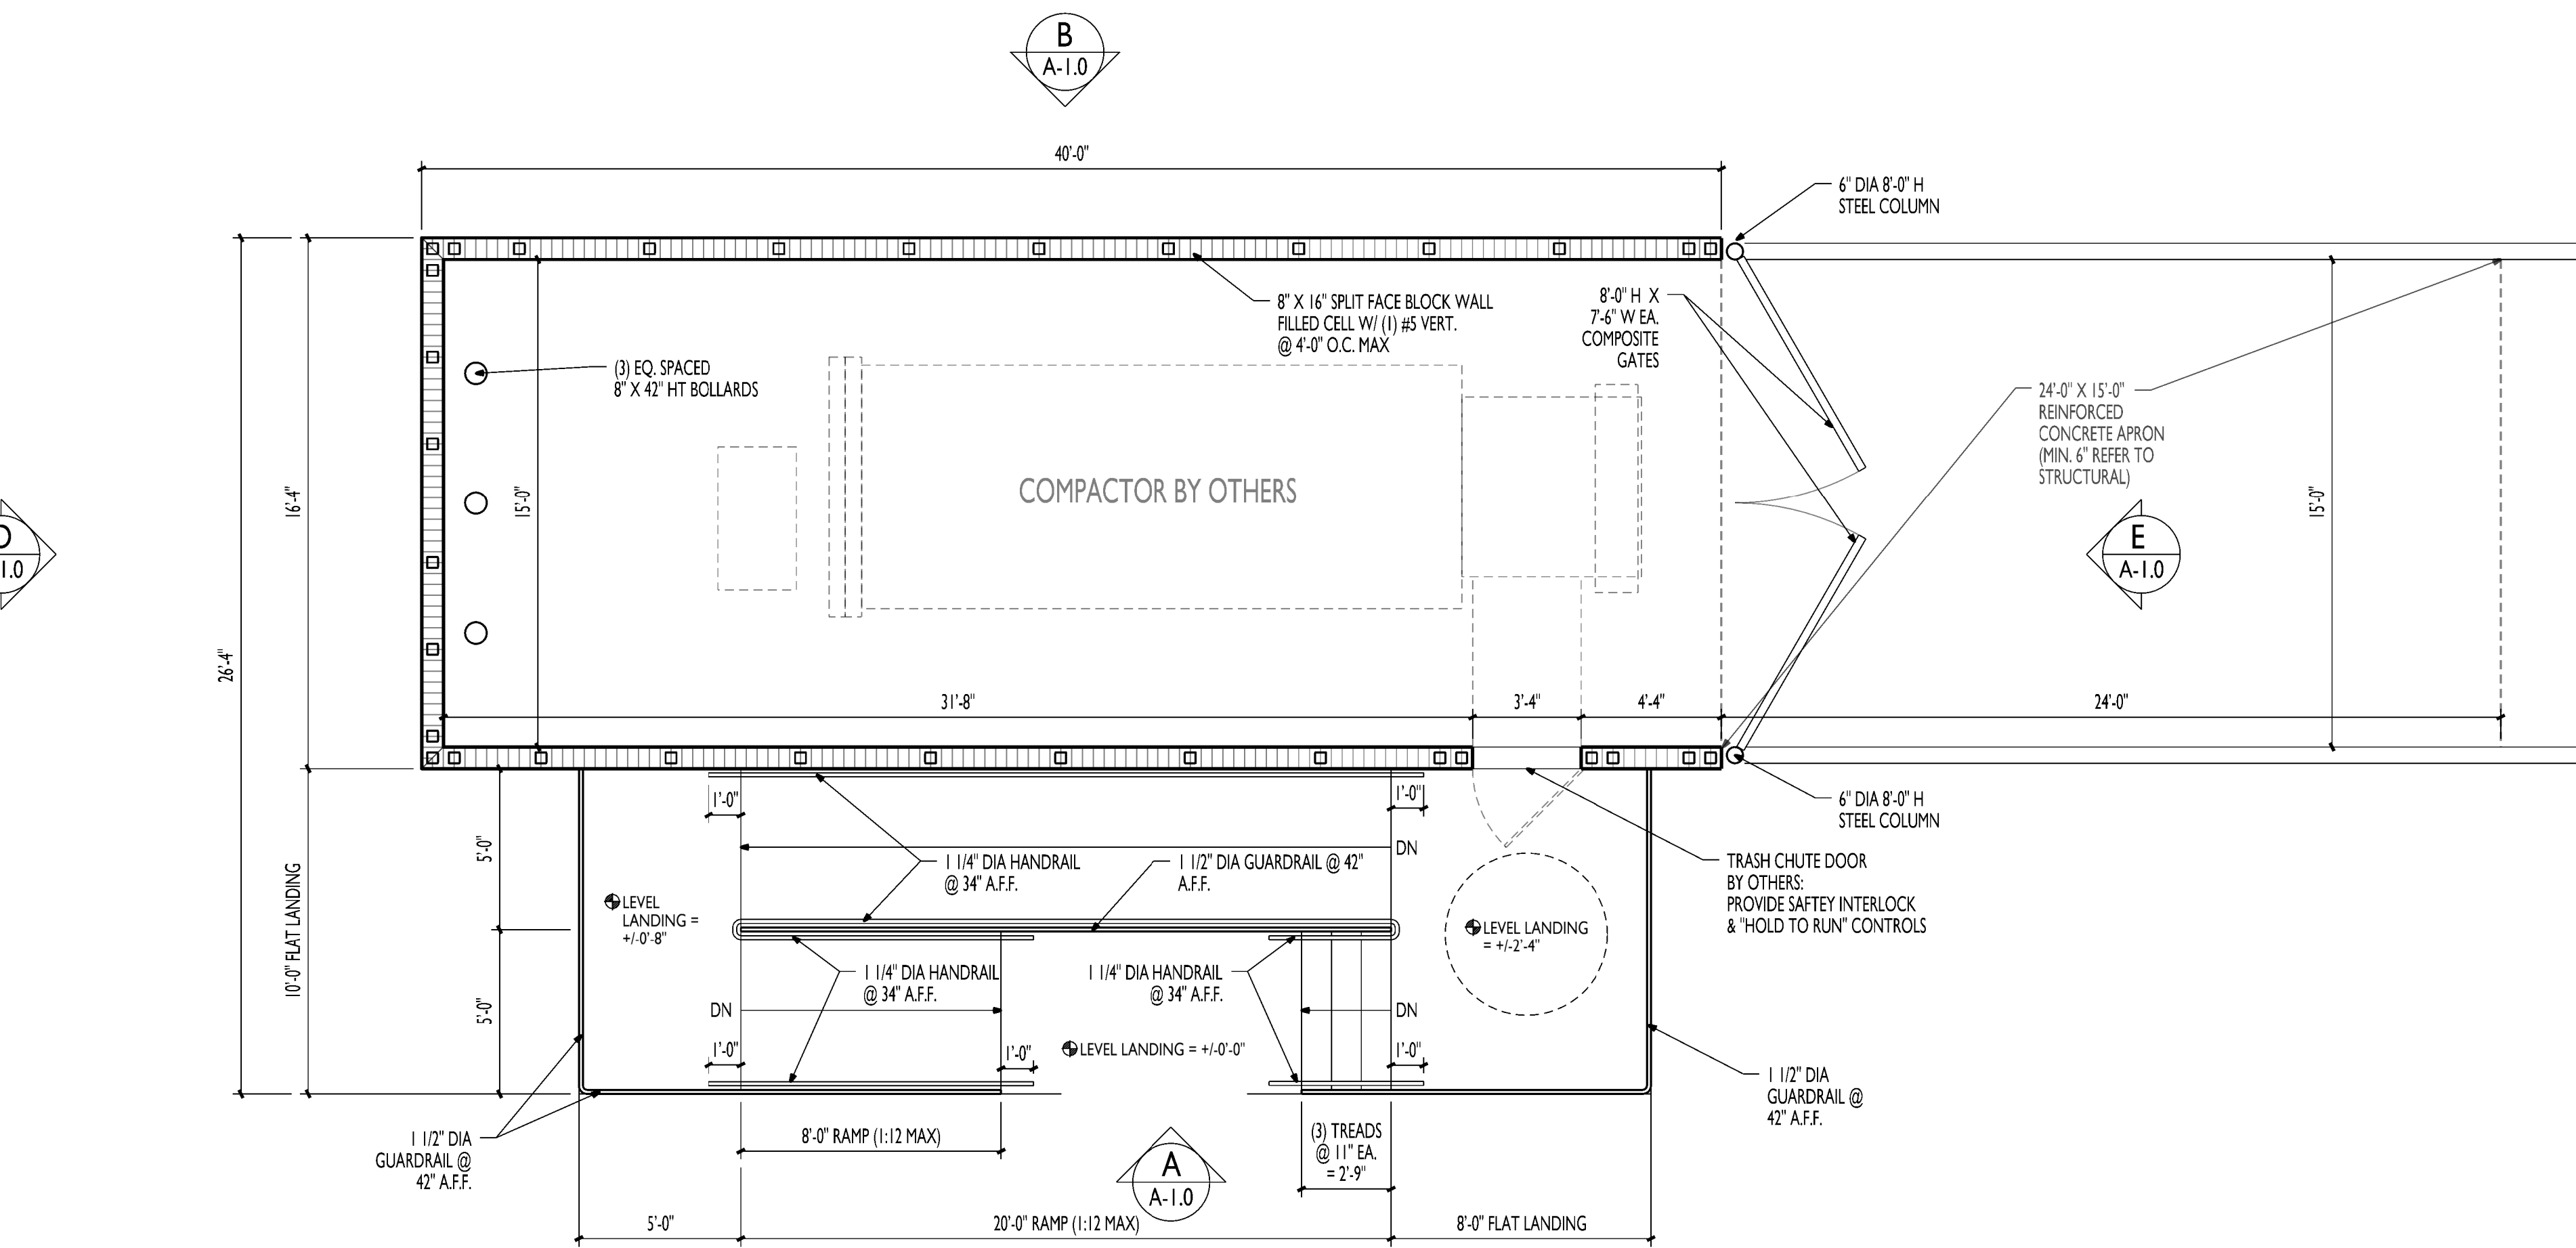 B
A-1.0
40'-0"
6" DIA 8'-0" H
STEEL COLUMN
8" X 16" SPLIT FACE BLOCK WALL
FILLED CELL W/ (1) #5 VERT.
@ 4'-0" O.C. MAX
8'-0" H X
7'-6" W EA.
COMPOSITE
GATES
(3) EQ. SPACED
8" X 42" HT BOLLARDS
24'-0" X 15'-0"
REINFORCED
CONCRETE APRON
(MIN. 6" REFER TO
STRUCTURAL)
COMPACTOR BY OTHERS
16'-4"
15'-0"
15'-0"
1.0
E
A-1.0
26'-4"
31'-8"
3'-4"
4'-4"
24'-0"
1'-0"
1'-0"
6" DIA 8'-0" H
STEEL COLUMN
5'-0"
DN
1 1/4" DIA HANDRAIL
@ 34" A.F.F.
1 1/2" DIA GUARDRAIL @ 42"
A.F.F.
TRASH CHUTE DOOR
BY OTHERS:
PROVIDE SAFTEY INTERLOCK
& "HOLD TO RUN" CONTROLS
10'-0" FLAT LANDING
LEVEL
LANDING =
+/-0'-8"
LEVEL LANDING
= +/-2'-4"
1 1/4" DIA HANDRAIL
@ 34" A.F.F.
1 1/4" DIA HANDRAIL
@ 34" A.F.F.
5'-0"
DN
DN
LEVEL LANDING = +/-0'-0"
1'-0"
1'-0"
1'-0"
1 1/2" DIA
GUARDRAIL @
42" A.F.F.
1 1/2" DIA
GUARDRAIL @
42" A.F.F.
8'-0" RAMP (1:12 MAX)
(3) TREADS
@ 11" EA.
= 2'-9"
A
A-1.0
5'-0"
20'-0" RAMP (1:12 MAX)
8'-0" FLAT LANDING